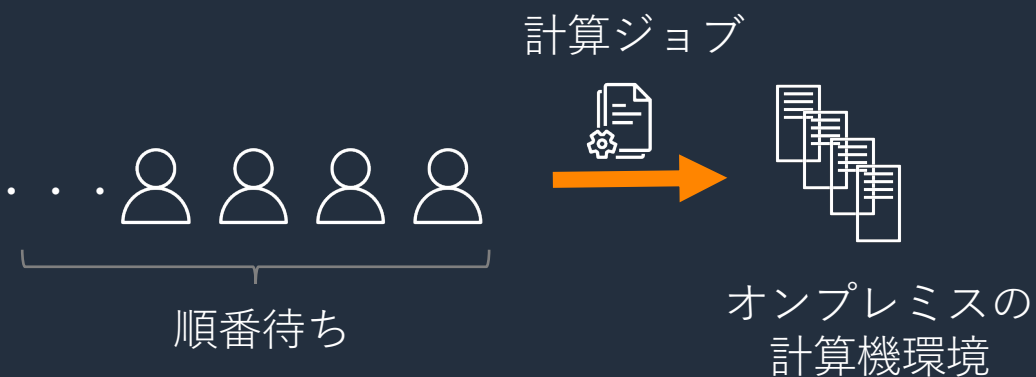 計算ジョブ
・・・
順番待ち
オンプレミスの
計算機環境